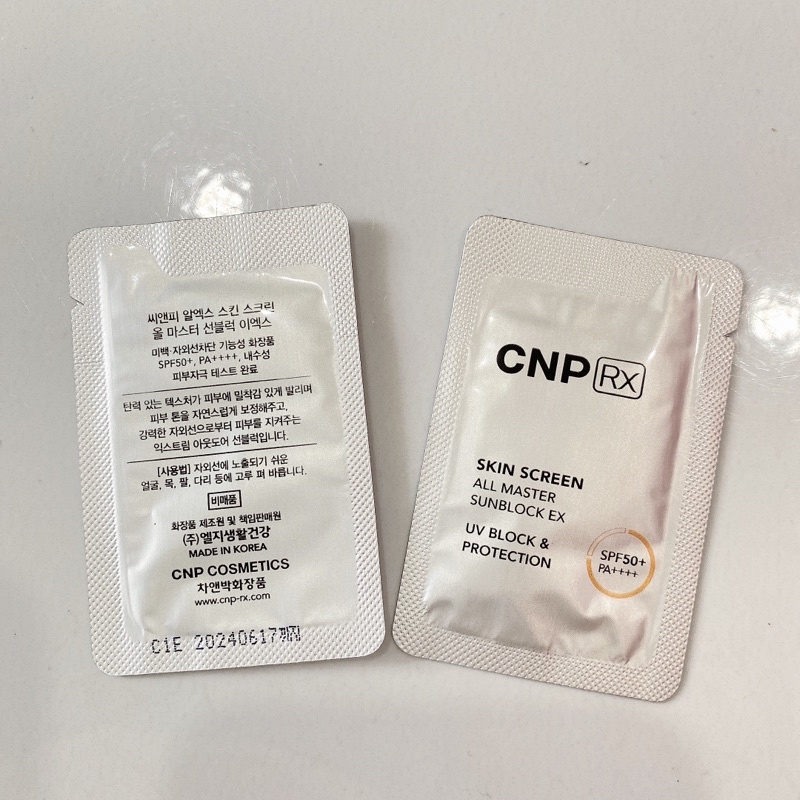 씨앤피 알엑스 스킨 스크린
올 마스터 선블럭 이엑스
미백·자외선차단 기능성 화장품
SPF50+, PA++++, 내수성
피부자극 테스트 완료
탄력 있는 텍스처가 피부에 밀착감 있게 발리며
피부 톤을 자연스럽게 보정해주고,
강력한 자외선으로부터 피부를 지켜주는
익스트림 아웃도어 선블럭입니다.
[사용법] 자외선에 노출되기 쉬운
얼굴, 목, 팔, 다리 등에 고루 펴 바릅니다.
비매품
화장품 제조원 및 책임판매원
(주)엘지생활건강
MADE IN KOREA
CNP COSMETICS
차앤박화장품
www.cnp-rx.com
C1E 20240617까지
CNP Rx
SKIN SCREEN
ALL MASTER
SUNBLOCK EX
UV BLOCK &
PROTECTION
SPF50+
PA++++